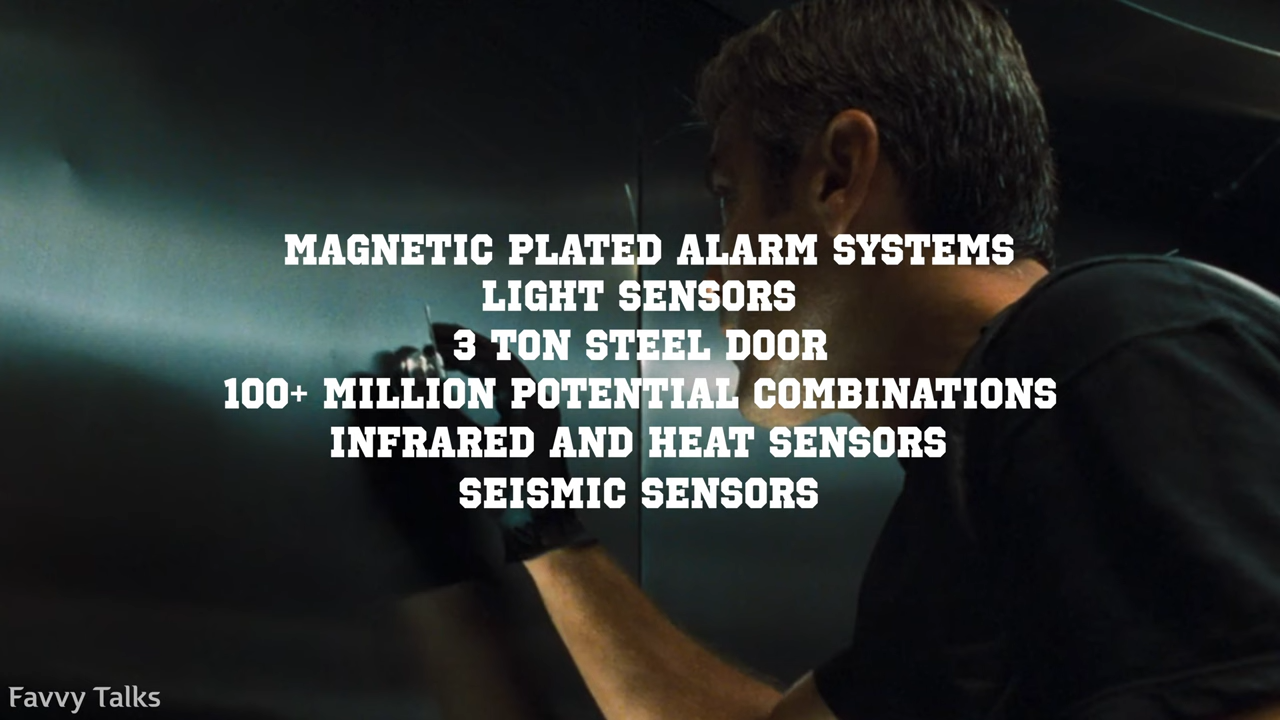 MAGNETIC PLATED ALARM SYSTEMS
LIGHT SENSORS
3 TON STEEL DOOR
100+ MILLION POTENTIAL COMBINATIONS
INFRARED AND HEAT SENSORS
SEISMIC SENSORS
Favvy Talks